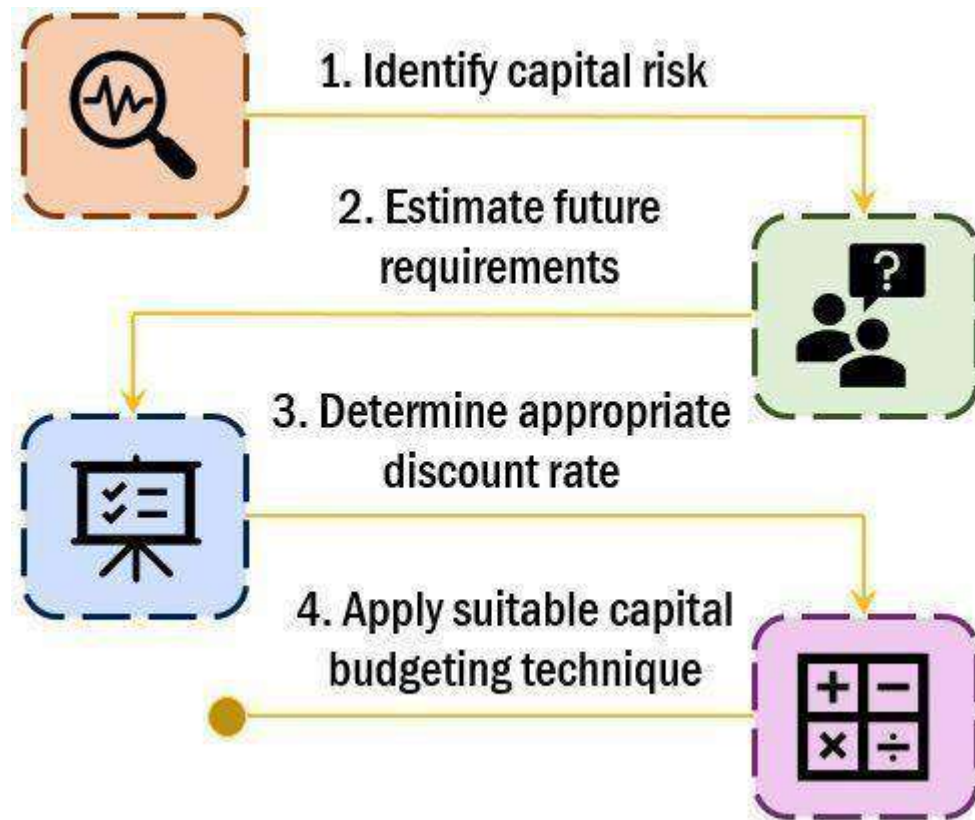 1. Identify capital risk
2. Estimate future
requirements
?
3. Determine appropriate
discount rate
4. Apply suitable capital
budgeting technique
+ −
× ÷